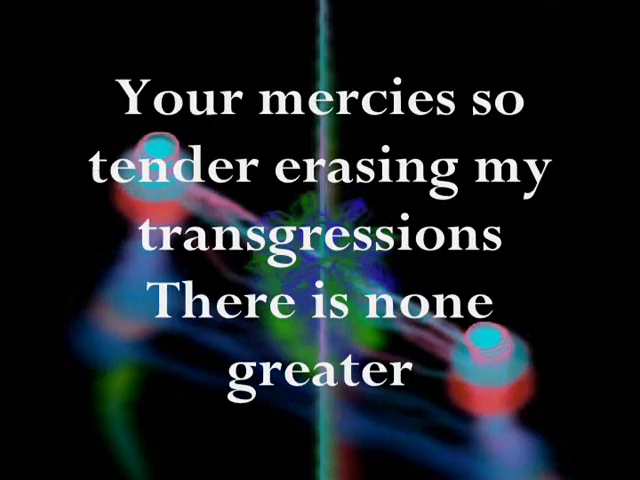 Your mercies so
tender erasing my
transgressions
There is none
greater